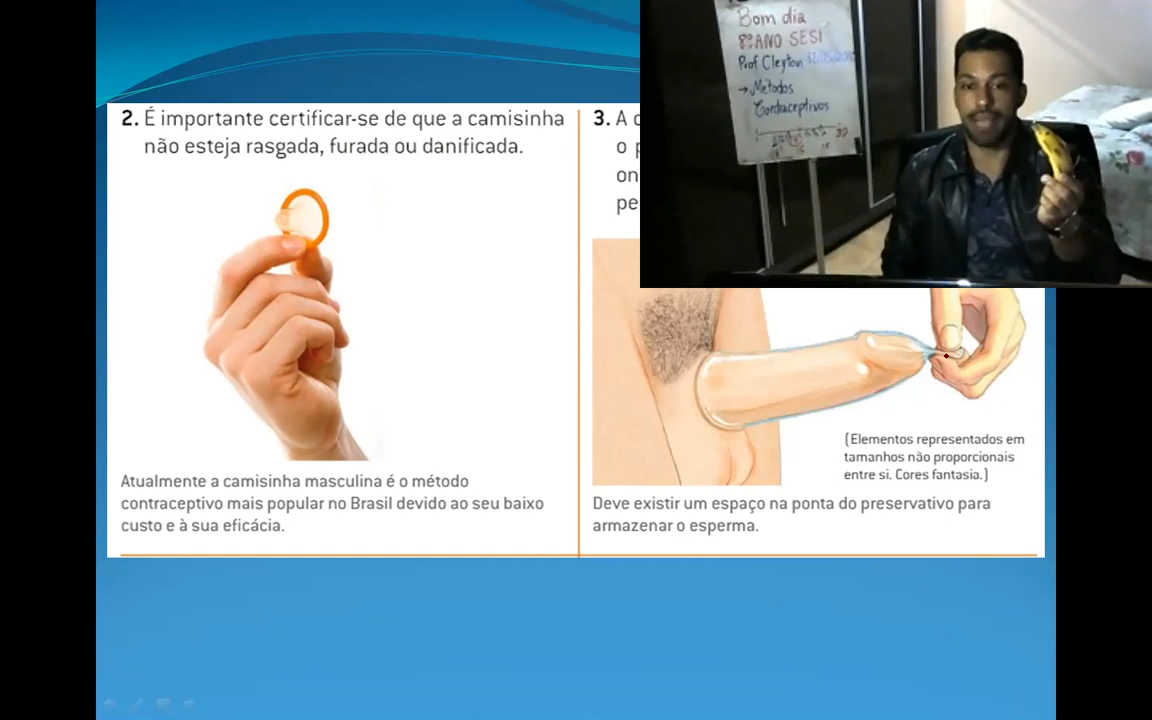 Bom dia
8º ANO SESI
Prof Cleyton
→ Métodos
Contraceptivos
2. É importante certificar-se de que a camisinha
não esteja rasgada, furada ou danificada.
Atualmente a camisinha masculina é o método
contraceptivo mais popular no Brasil devido ao seu baixo
custo e à sua eficácia.
3. A
o
on
pe
(Elementos representados em
tamanhos não proporcionais
entre si. Cores fantasia.)
Deve existir um espaço na ponta do preservativo para
armazenar o esperma.